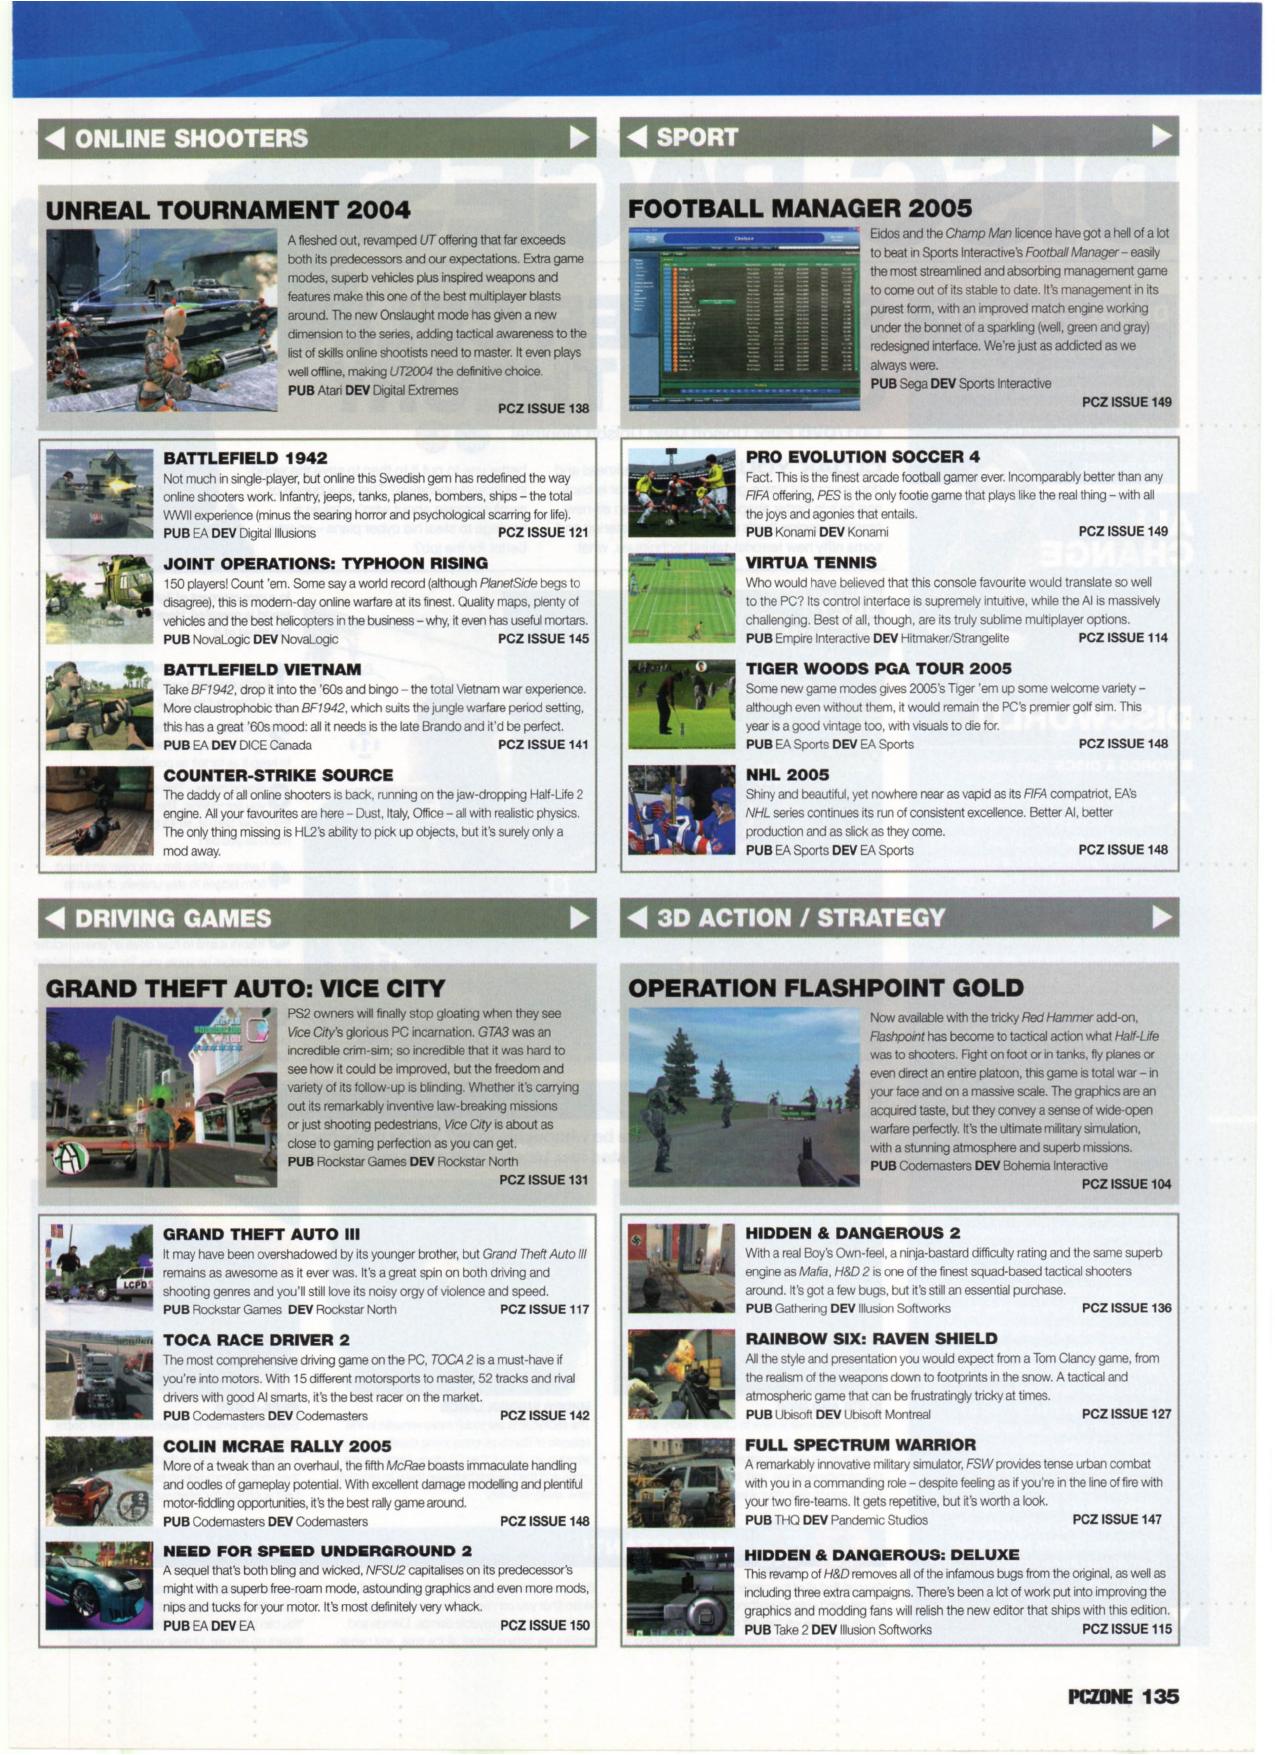 ONLINE SHOOTERS
UNREAL TOURNAMENT 2004
A fleshed out, revamped UT offering that far exceeds
both its predecessors and our expectations. Extra game
modes, superb vehicles plus inspired weapons and
features make this one of the best multiplayer blasts
around. The new Onslaught mode has given a new
dimension to the series, adding tactical awareness to the
list of skills online shootists need to master. It even plays
well offline, making UT2004 the definitive choice.
PUB Atari DEV Digital Extremes
PCZ ISSUE 138
BATTLEFIELD 1942
Not much in single-player, but online this Swedish gem has redefined the way
online shooters work. Infantry, jeeps, tanks, planes, bombers, ships – the total
WWII experience (minus the searing horror and psychological scarring for life).
PUB EA DEV Digital Illusions PCZ ISSUE 121
JOINT OPERATIONS: TYPHOON RISING
150 players! Count 'em. Some say a world record (although PlanetSide begs to
disagree), this is modern-day online warfare at its finest. Quality maps, plenty of
vehicles and the best helicopters in the business – why, it even has useful mortars.
PUB NovaLogic DEV NovaLogic PCZ ISSUE 145
BATTLEFIELD VIETNAM
Take BF1942, drop it into the '60s and bingo – the total Vietnam war experience.
More claustrophobic than BF1942, which suits the jungle warfare period setting,
this has a great '60s mood: all it needs is the late Brando and it'd be perfect.
PUB EA DEV DICE Canada PCZ ISSUE 141
COUNTER-STRIKE SOURCE
The daddy of all online shooters is back, running on the jaw-dropping Half-Life 2
engine. All your favourites are here – Dust, Italy, Office – all with realistic physics.
The only thing missing is HL2's ability to pick up objects, but it's surely only a
mod away.
SPORT
FOOTBALL MANAGER 2005
Eidos and the Champ Man licence have got a hell of a lot
to beat in Sports Interactive's Football Manager – easily
the most streamlined and absorbing management game
to come out of its stable to date. It's management in its
purest form, with an improved match engine working
under the bonnet of a sparkling (well, green and gray)
redesigned interface. We're just as addicted as we
always were.
PUB Sega DEV Sports Interactive
PCZ ISSUE 149
PRO EVOLUTION SOCCER 4
Fact. This is the finest arcade football gamer ever. Incomparably better than any
FIFA offering, PES is the only footie game that plays like the real thing – with all
the joys and agonies that entails.
PUB Konami DEV Konami PCZ ISSUE 149
VIRTUA TENNIS
Who would have believed that this console favourite would translate so well
to the PC? Its control interface is supremely intuitive, while the AI is massively
challenging. Best of all, though, are its truly sublime multiplayer options.
PUB Empire Interactive DEV Hitmaker/Strangelite PCZ ISSUE 114
TIGER WOODS PGA TOUR 2005
Some new game modes gives 2005's Tiger 'em up some welcome variety –
although even without them, it would remain the PC's premier golf sim. This
year is a good vintage too, with visuals to die for.
PUB EA Sports DEV EA Sports PCZ ISSUE 148
NHL 2005
Shiny and beautiful, yet nowhere near as vapid as its FIFA compatriot, EA's
NHL series continues its run of consistent excellence. Better AI, better
production and as slick as they come.
PUB EA Sports DEV EA Sports PCZ ISSUE 148
DRIVING GAMES
GRAND THEFT AUTO: VICE CITY
PS2 owners will finally stop gloating when they see
Vice City's glorious PC incarnation. GTA3 was an
incredible crim-sim; so incredible that it was hard to
see how it could be improved, but the freedom and
variety of its follow-up is blinding. Whether it's carrying
out its remarkably inventive law-breaking missions
or just shooting pedestrians, Vice City is about as
close to gaming perfection as you can get.
PUB Rockstar Games DEV Rockstar North
PCZ ISSUE 131
GRAND THEFT AUTO III
It may have been overshadowed by its younger brother, but Grand Theft Auto III
remains as awesome as it ever was. It's a great spin on both driving and
shooting genres and you'll still love its noisy orgy of violence and speed.
PUB Rockstar Games DEV Rockstar North PCZ ISSUE 117
TOCA RACE DRIVER 2
The most comprehensive driving game on the PC, TOCA 2 is a must-have if
you're into motors. With 15 different motorsports to master, 52 tracks and rival
drivers with good AI smarts, it's the best racer on the market.
PUB Codemasters DEV Codemasters PCZ ISSUE 142
COLIN MCRAE RALLY 2005
More of a tweak than an overhaul, the fifth McRae boasts immaculate handling
and oodles of gameplay potential. With excellent damage modelling and plentiful
motor-fiddling opportunities, it's the best rally game around.
PUB Codemasters DEV Codemasters PCZ ISSUE 148
NEED FOR SPEED UNDERGROUND 2
A sequel that's both bling and wicked, NFSU2 capitalises on its predecessor's
might with a superb free-roam mode, astounding graphics and even more mods,
nips and tucks for your motor. It's most definitely very whack.
PUB EA DEV EA PCZ ISSUE 150
3D ACTION / STRATEGY
OPERATION FLASHPOINT GOLD
Now available with the tricky Red Hammer add-on,
Flashpoint has become to tactical action what Half-Life
was to shooters. Fight on foot or in tanks, fly planes or
even direct an entire platoon, this game is total war – in
your face and on a massive scale. The graphics are an
acquired taste, but they convey a sense of wide-open
warfare perfectly. It's the ultimate military simulation,
with a stunning atmosphere and superb missions.
PUB Codemasters DEV Bohemia Interactive
PCZ ISSUE 104
HIDDEN & DANGEROUS 2
With a real Boy's Own-feel, a ninja-bastard difficulty rating and the same superb
engine as Mafia, H&D 2 is one of the finest squad-based tactical shooters
around. It's got a few bugs, but it's still an essential purchase.
PUB Gathering DEV Illusion Softworks PCZ ISSUE 136
RAINBOW SIX: RAVEN SHIELD
All the style and presentation you would expect from a Tom Clancy game, from
the realism of the weapons down to footprints in the snow. A tactical and
atmospheric game that can be frustratingly tricky at times.
PUB Ubisoft DEV Ubisoft Montreal PCZ ISSUE 127
FULL SPECTRUM WARRIOR
A remarkably innovative military simulator, FSW provides tense urban combat
with you in a commanding role – despite feeling as if you're in the line of fire with
your two fire-teams. It gets repetitive, but it's worth a look.
PUB THQ DEV Pandemic Studios PCZ ISSUE 147
HIDDEN & DANGEROUS: DELUXE
This revamp of H&D removes all of the infamous bugs from the original, as well as
including three extra campaigns. There's been a lot of work put into improving the
graphics and modding fans will relish the new editor that ships with this edition.
PUB Take 2 DEV Illusion Softworks PCZ ISSUE 115
PCZONE 135